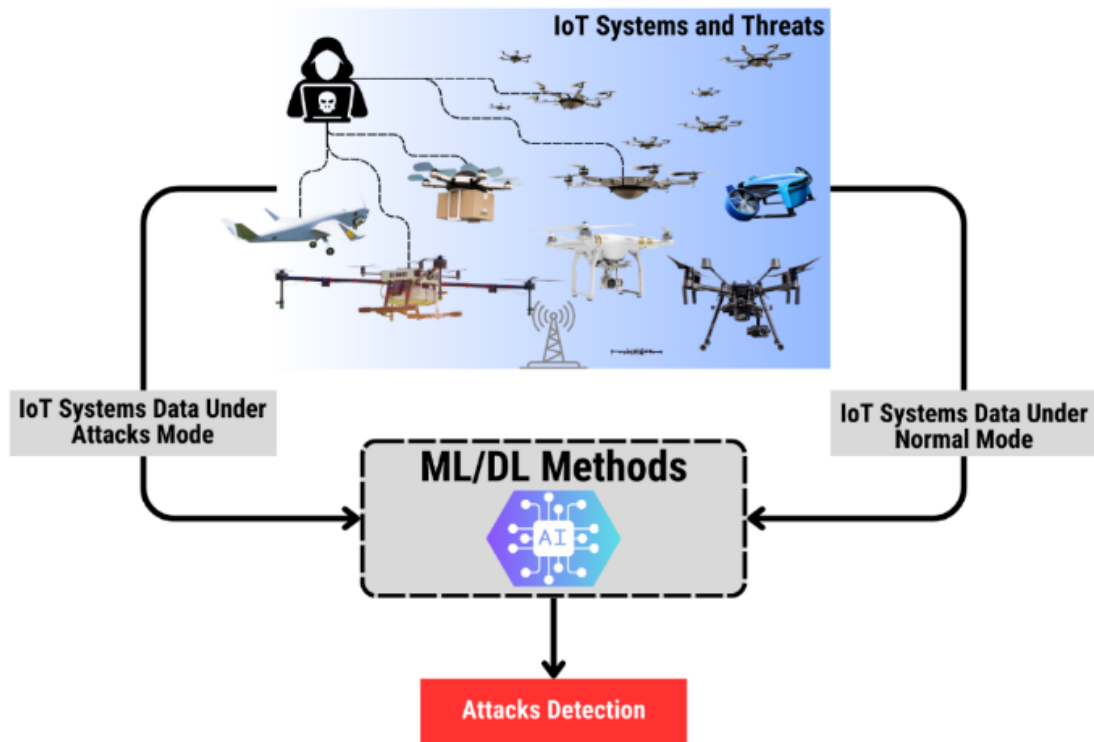 IoT Systems and Threats
IoT Systems Data Under
Attacks Mode
IoT Systems Data Under
Normal Mode
ML/DL Methods
AI
Attacks Detection